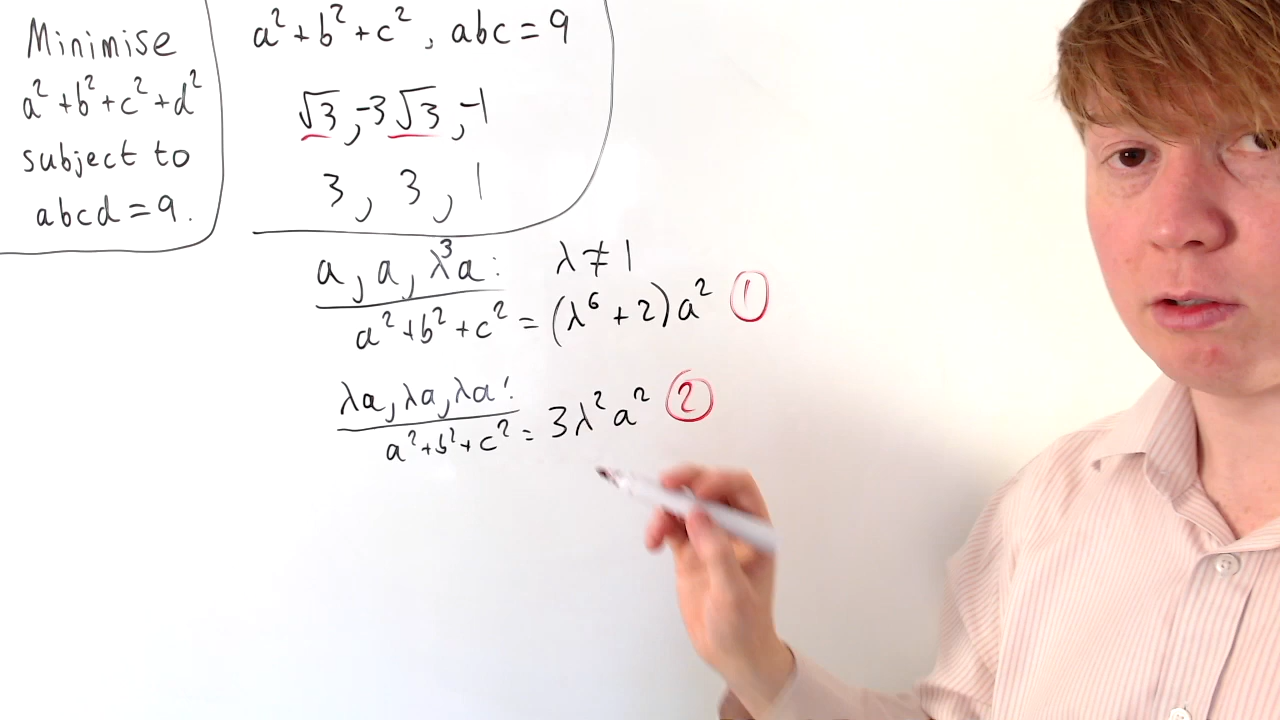 Minimise
a² + b² + c² + d²
subject to
abcd = 9.
a² + b² + c², abc = 9
√3, -3√3, -1
3, 3, 1
a, a, λ³a: λ ≠ 1
a² + b² + c² = (λ⁶ + 2)a² ①
λa, λa, λa:
a² + b² + c² = 3λ²a² ②